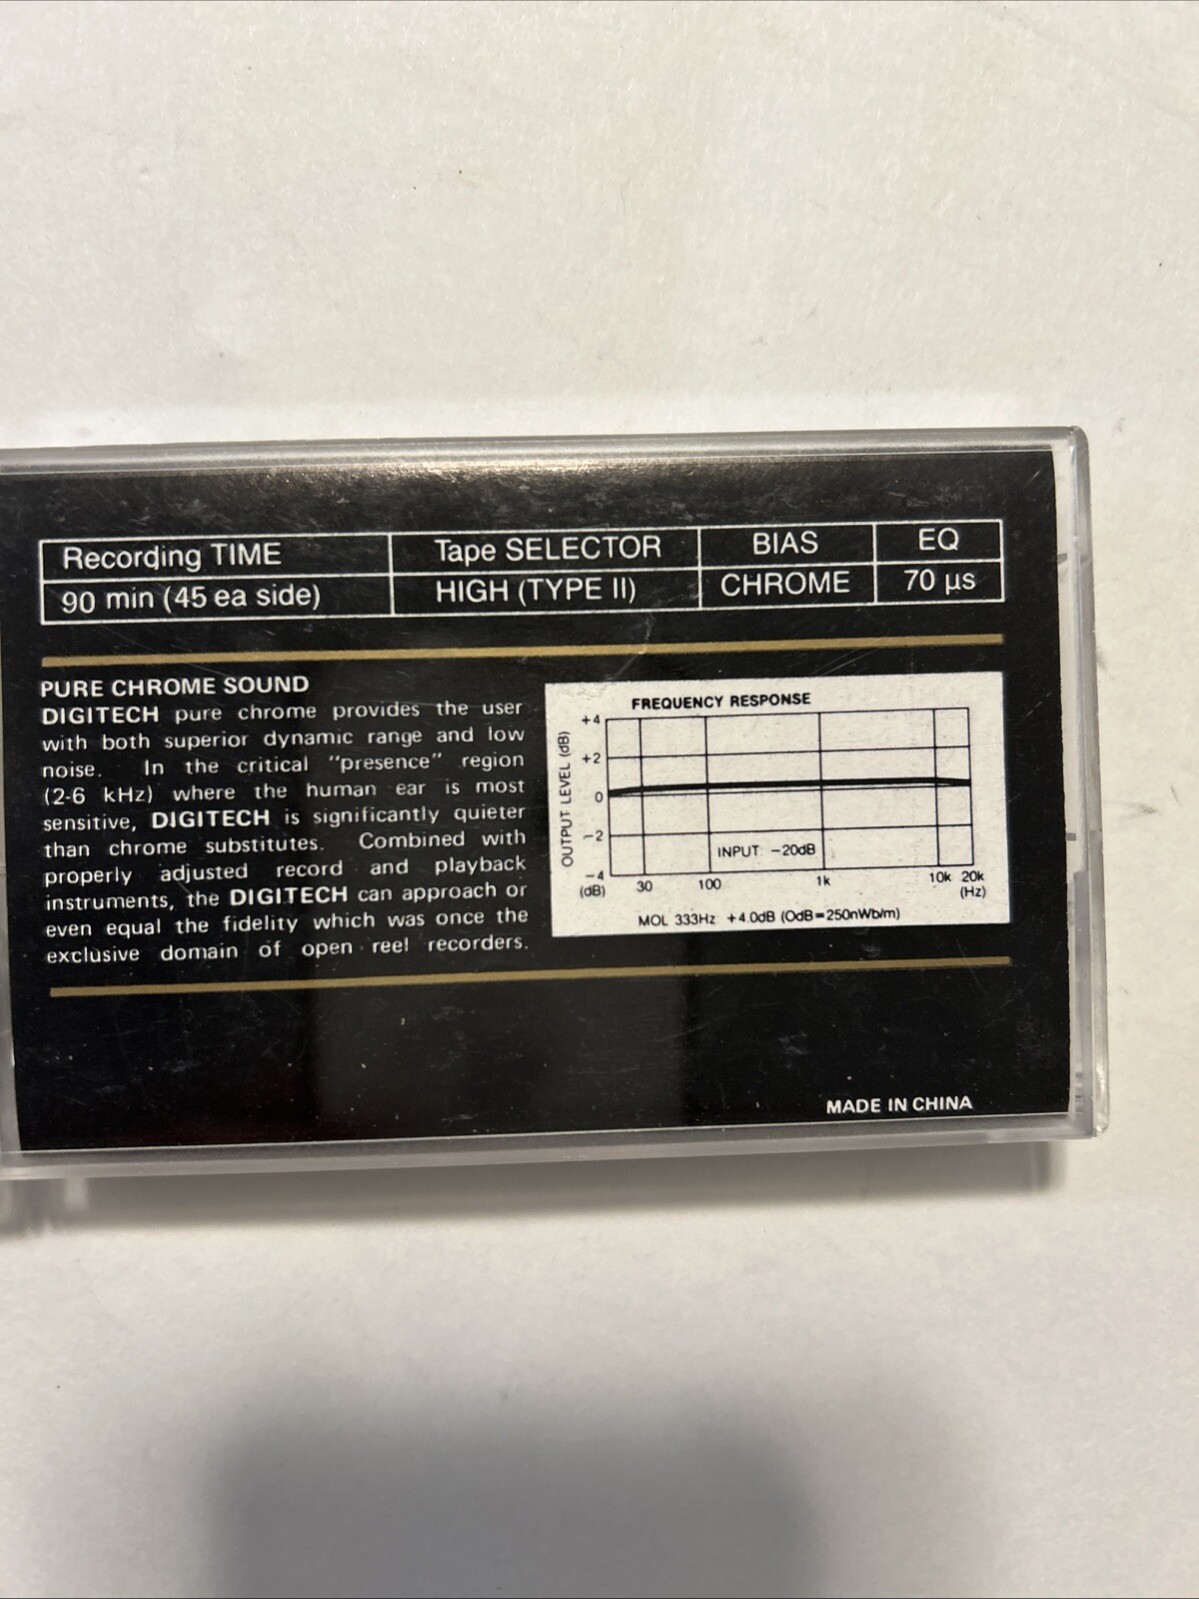 Recording TIME Tape SELECTOR BIAS EQ
90 min (45 ea side) HIGH (TYPE II) CHROME 70 µs
PURE CHROME SOUND
DIGITECH pure chrome provides the user
with both superior dynamic range and low
noise. In the critical "presence" region
(2-6 kHz) where the human ear is most
sensitive, DIGITECH is significantly quieter
than chrome substitutes. Combined with
properly adjusted record and playback
instruments, the DIGITECH can approach or
even equal the fidelity which was once the
exclusive domain of open reel recorders.
FREQUENCY RESPONSE
OUTPUT LEVEL (dB)
+4
+2
0
−2
−4
(dB)
INPUT −20dB
30 100 1k 10k 20k
(Hz)
MOL 333Hz +4.0dB (OdB=250nWb/m)
MADE IN CHINA